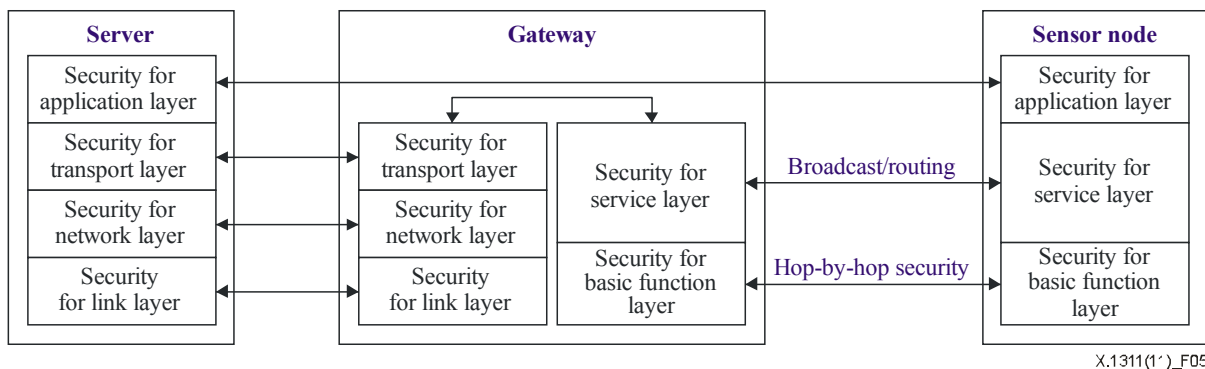 Server
Security for
application layer
Security for
transport layer
Security for
network layer
Security
for link layer
Gateway
Security for
transport layer
Security for
network layer
Security
for link layer
Security for
service layer
Security for
basic function
layer
Broadcast/routing
Hop-by-hop security
Sensor node
Security for
application layer
Security for
service layer
Security for
basic function
layer
X.1311(11)_F05